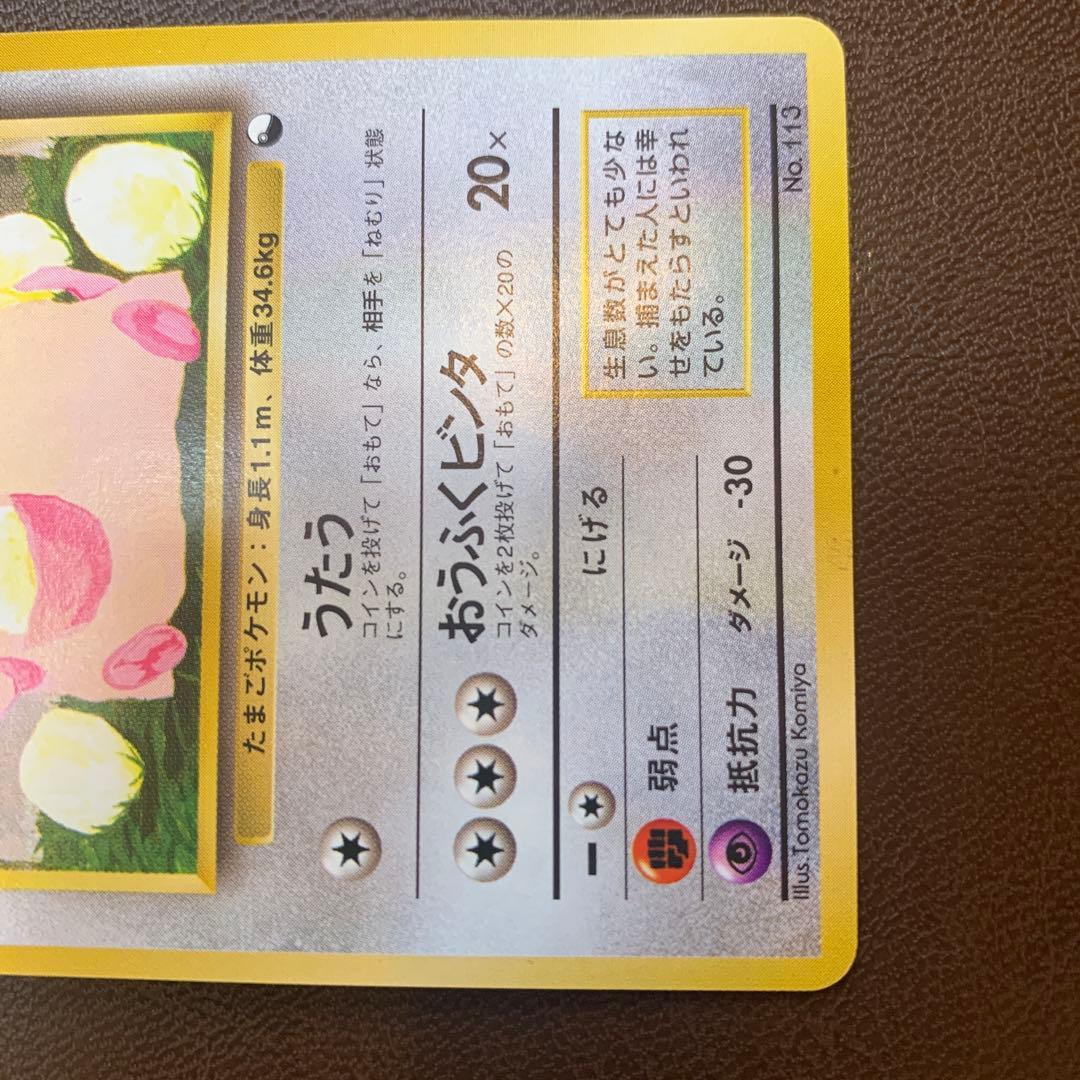 たまごポケモン：身長1.1m、体重34.6kg
うたう
コインを投げて「おもて」なら、相手を「ねむり」状態
にする。
おうふくビンタ 20×
コインを2枚投げて「おもて」の数×20の
ダメージ。
－ にげる
弱点
抵抗力 ダメージ -30
生息数がとても少な
い。捕まえた人には幸
せをもたらすといわれ
ている。
Illus.Tomokazu Komiya No. 113